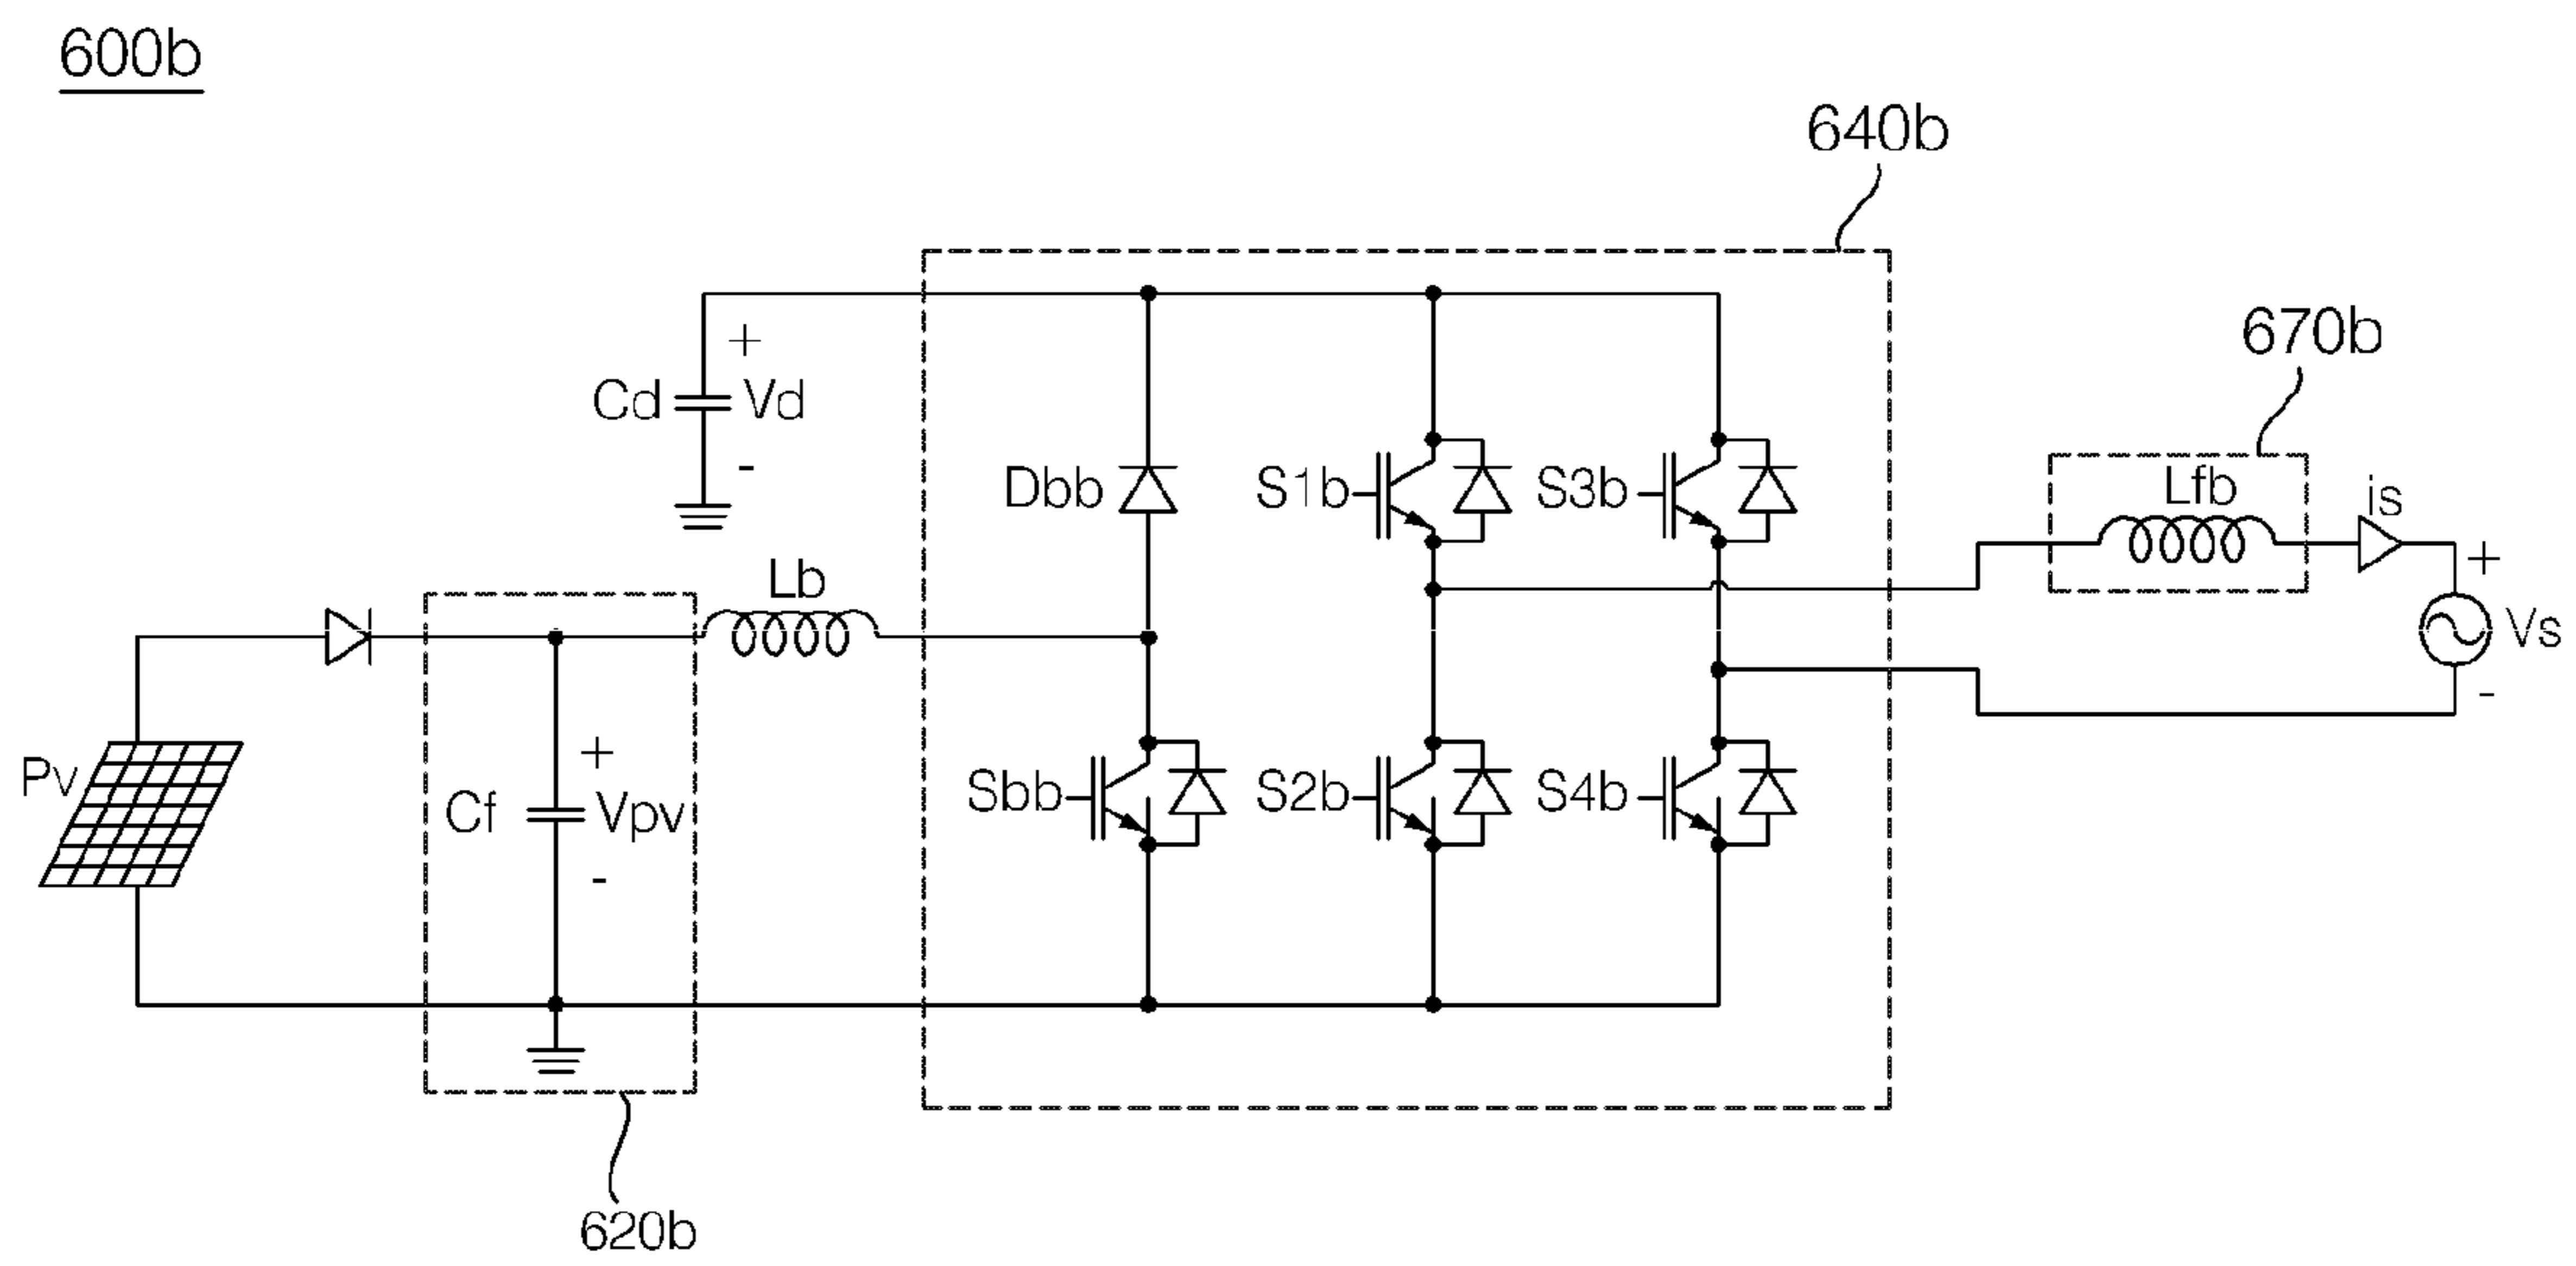 600b
640b
670b
+
Cd
Vd
-
Dbb
S1b
S3b
Lfb
is
+
Vs
-
Lb
Pv
Cf
+
Vpv
-
Sbb
S2b
S4b
620b